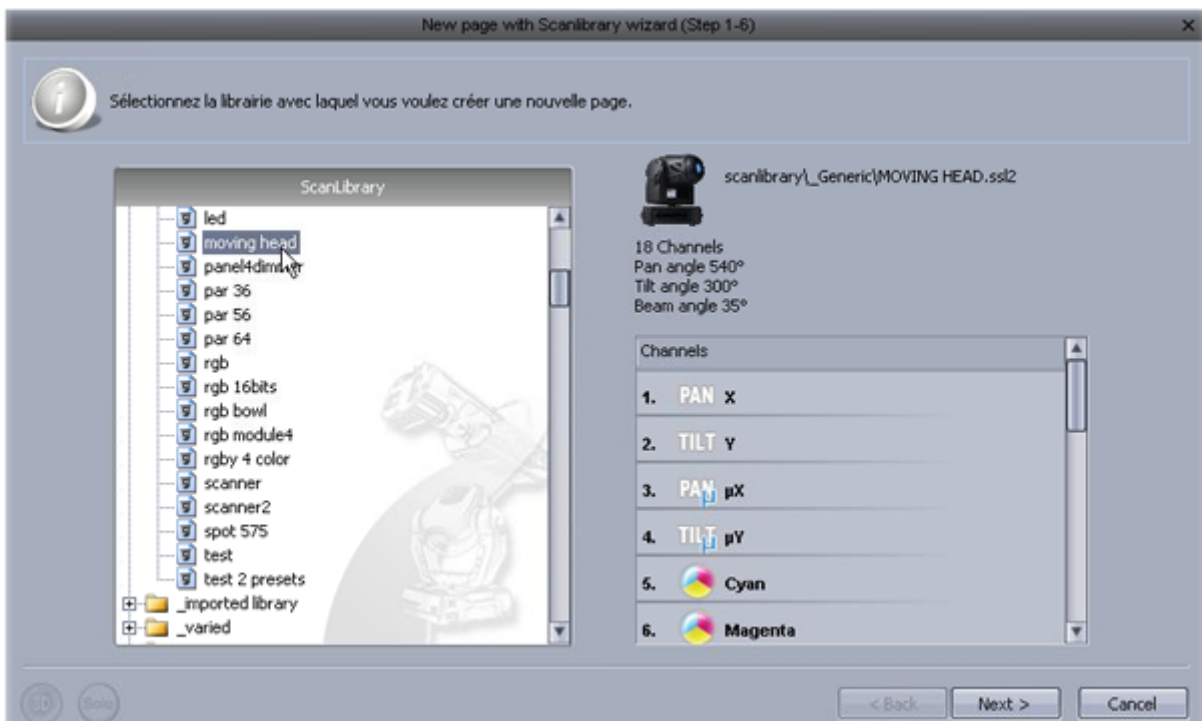 New page with Scanlibrary wizard (Step 1-6)
Sélectionnez la librairie avec laquel vous voulez créer une nouvelle page.
ScanLibrary
led
moving head
panel4dimmer
par 36
par 56
par 64
rgb
rgb 16bits
rgb bowl
rgb module4
rgby 4 color
scanner
scanner2
spot 575
test
test 2 presets
_imported library
_varied
scanlibrary\_Generic\MOVING HEAD.ssl2
18 Channels
Pan angle 540°
Tilt angle 300°
Beam angle 35°
Channels
1. PAN X
2. TILT Y
3. PAN µ µX
4. TILT µ µY
5. Cyan
6. Magenta
3D
Solo
< Back
Next >
Cancel